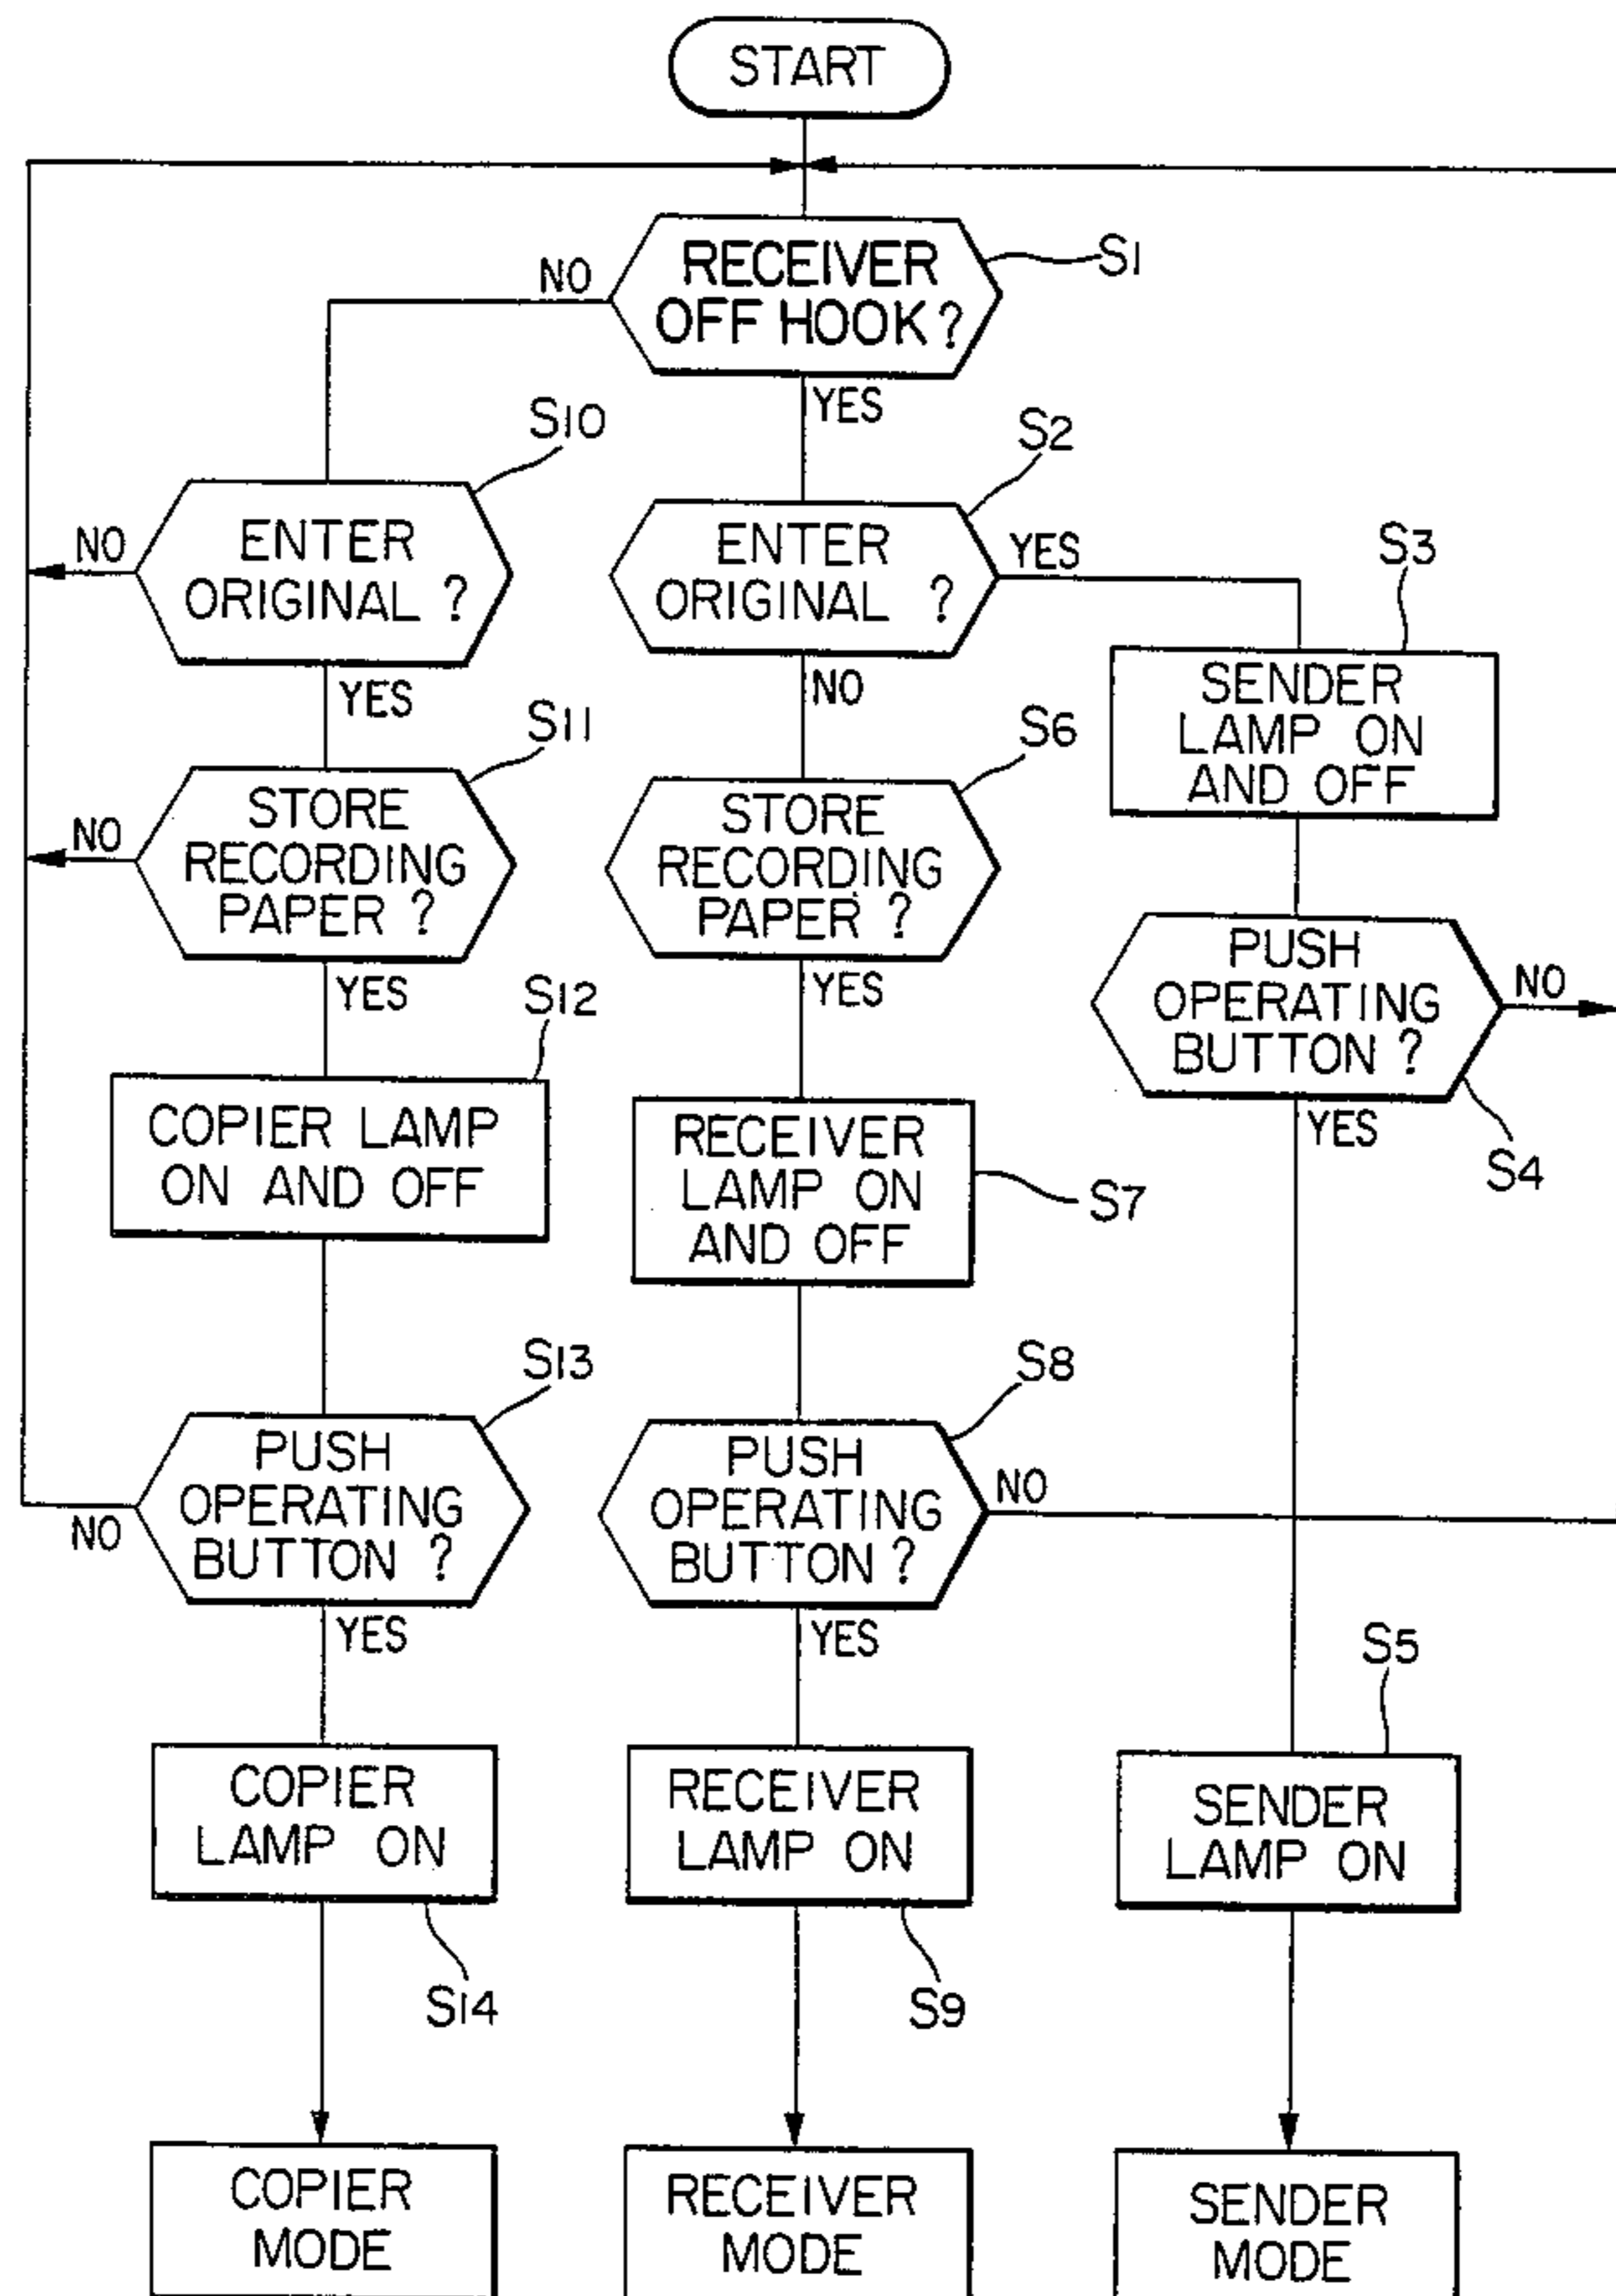 START
RECEIVER
OFF HOOK ?
S1
NO
YES
S10
S2
ENTER
ORIGINAL ?
NO
YES
ENTER
ORIGINAL ?
YES
NO
S3
SENDER
LAMP ON
AND OFF
S11
STORE
RECORDING
PAPER ?
NO
YES
S6
STORE
RECORDING
PAPER ?
YES
PUSH
OPERATING
BUTTON ?
NO
YES
S4
S12
COPIER LAMP
ON AND OFF
RECEIVER
LAMP ON
AND OFF
S7
S13
PUSH
OPERATING
BUTTON ?
NO
YES
S8
PUSH
OPERATING
BUTTON ?
NO
YES
S5
COPIER
LAMP ON
S14
RECEIVER
LAMP ON
S9
SENDER
LAMP ON
COPIER
MODE
RECEIVER
MODE
SENDER
MODE